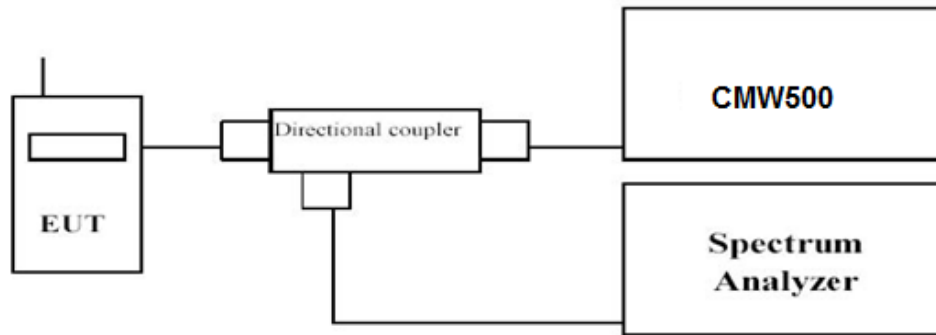 CMW500
Directional coupler
EUT
Spectrum
Analyzer